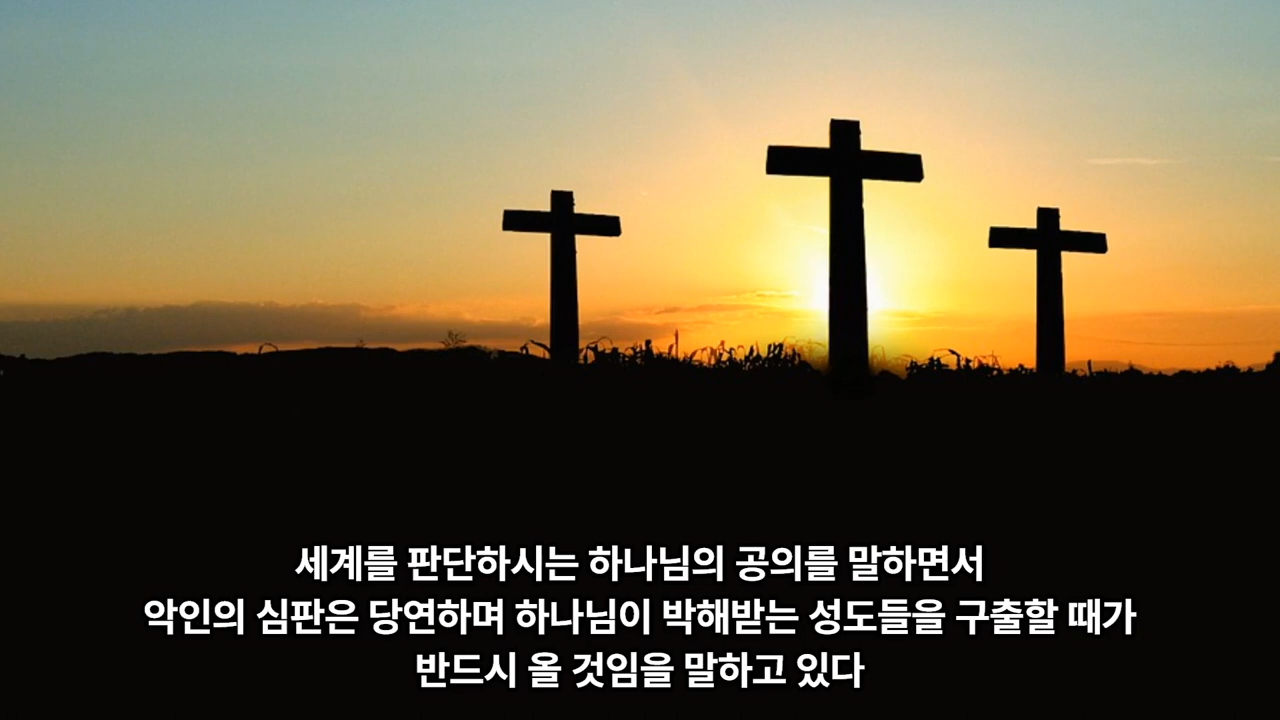 세계를 판단하시는 하나님의 공의를 말하면서
악인의 심판은 당연하며 하나님이 박해받는 성도들을 구출할 때가
반드시 올 것임을 말하고 있다